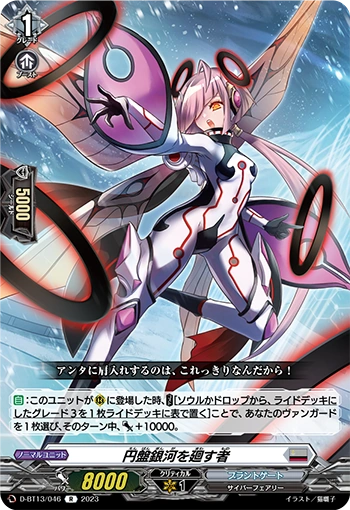 1
グレード
ブースト
5000
シールド
アンタに肩入れするのは、これっきりなんだから!
自:このユニットがRに登場した時、【ソウルかドロップから、ライドデッキに
したグレード3を1枚ライドデッキに表で置く】ことで、あなたのヴァンガード
を1枚選び、そのターン中、+10000。
ノーマルユニット
円盤銀河を廻す者
パワー
8000
クリティカル
1
ブラントゲート
サイバーフェアリー
D-BT13/046 R 2023
イラスト/猫囃子